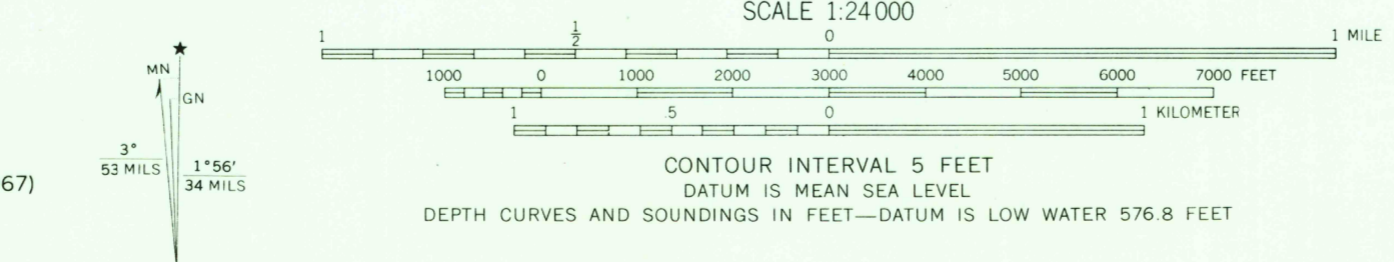 SCALE 1:24000
1 ½ 0 1 MILE
1000 0 1000 2000 3000 4000 5000 6000 7000 FEET
1 .5 0 1 KILOMETER
MN
GN
3°
53 MILS
1°56′
34 MILS
67)
CONTOUR INTERVAL 5 FEET
DATUM IS MEAN SEA LEVEL
DEPTH CURVES AND SOUNDINGS IN FEET—DATUM IS LOW WATER 576.8 FEET